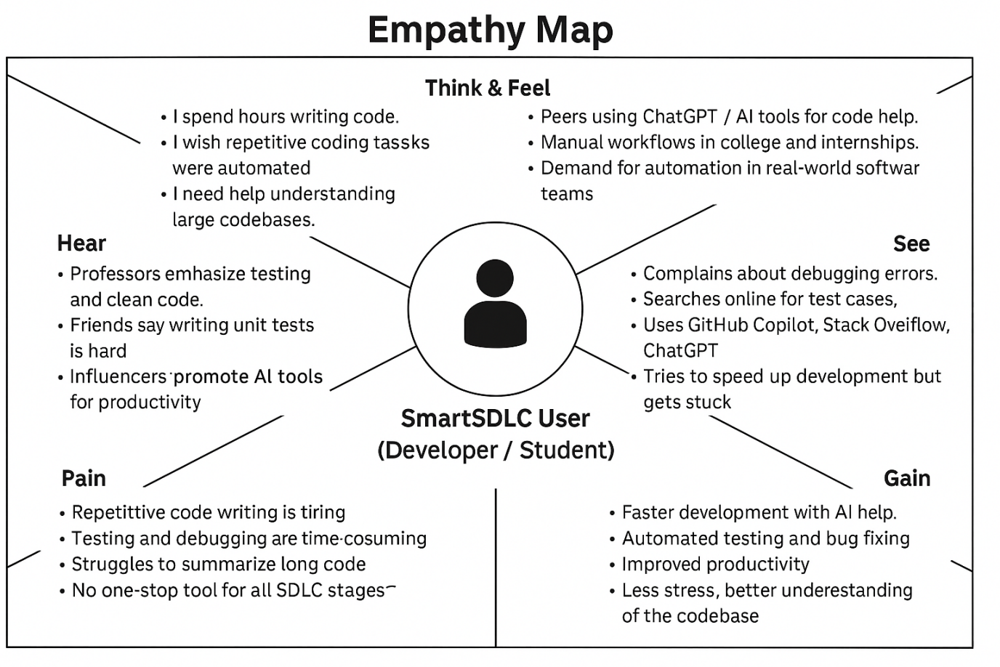 Empathy Map
Think & Feel
• I spend hours writing code.
• I wish repetitive coding tassks
were automated
• I need help understanding
large codebases.
• Peers using ChatGPT / AI tools for code help.
• Manual workflows in college and internships.
• Demand for automation in real-world softwar
teams
Hear
• Professors emhasize testing
and clean code.
• Friends say writing unit tests
is hard
• Influencers promote AI tools
for productivity
See
• Complains about debugging errors.
• Searches online for test cases,
• Uses GitHub Copilot, Stack Oveiflow,
ChatGPT
• Tries to speed up development but
gets stuck
SmartSDLC User
(Developer / Student)
Pain
• Repetittive code writing is tiring
• Testing and debugging are time-cosuming
• Struggles to summarize long code
• No one-stop tool for all SDLC stages
Gain
• Faster development with AI help.
• Automated testing and bug fixing
• Improved productivity
• Less stress, better underestanding
of the codebase